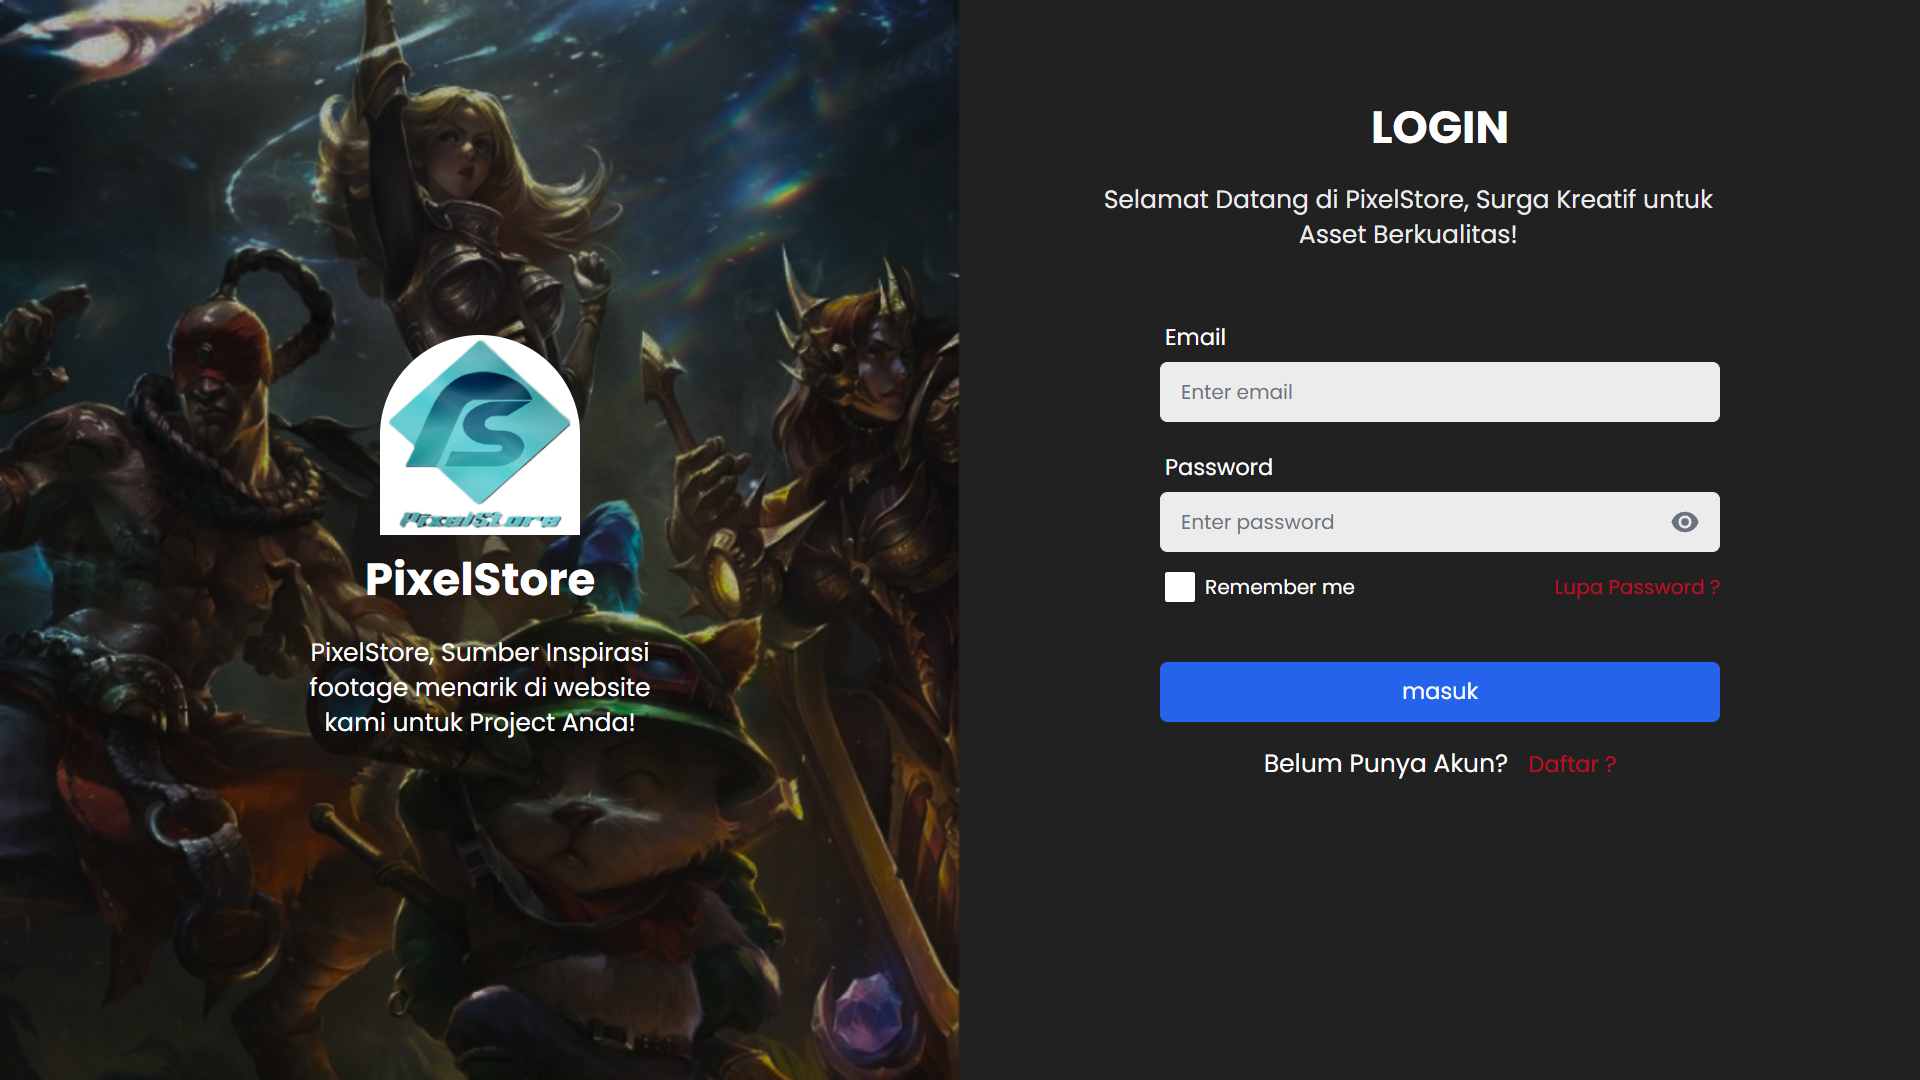 PixelStore
PixelStore
PixelStore, Sumber Inspirasi
footage menarik di website
kami untuk Project Anda!
LOGIN
Selamat Datang di PixelStore, Surga Kreatif untuk
Asset Berkualitas!
Email
Enter email
Password
Enter password
Remember me
Lupa Password ?
masuk
Belum Punya Akun? Daftar ?